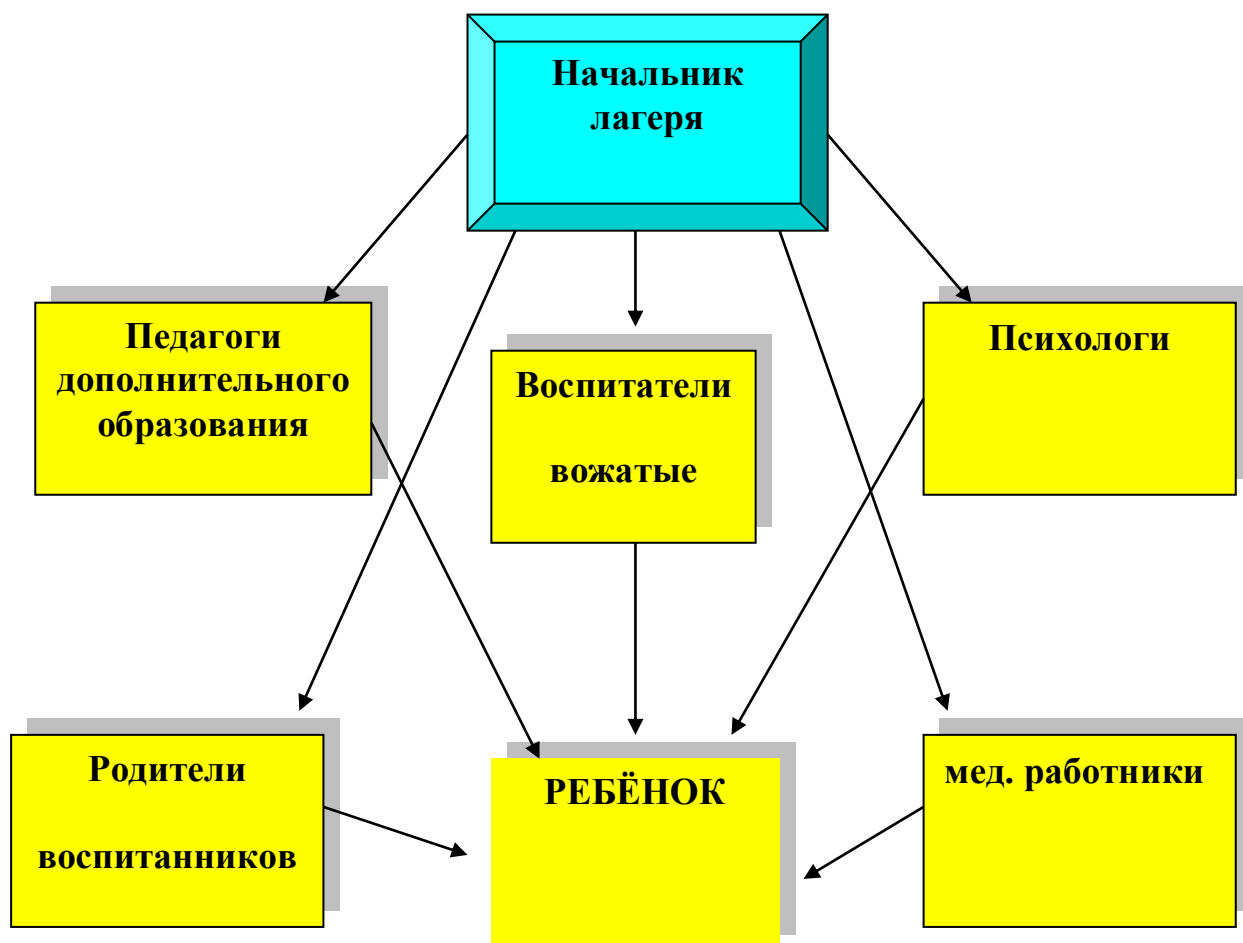 Начальник
лагеря
Педагоги
дополнительного
образования
Воспитатели
вожатые
Психологи
Родители
воспитанников
РЕБЁНОК
мед. работники